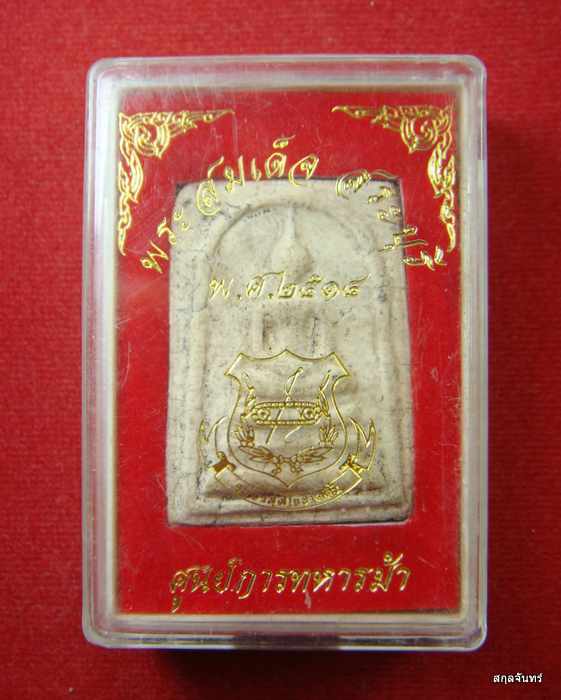 พระสมเด็จ
พ.ศ.๒๕๑๔
ศูนย์การทหารม้า
สกุลจันทร์